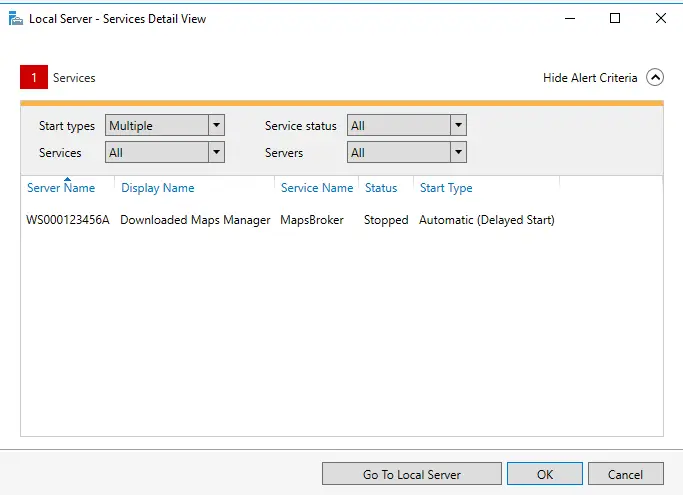 Local Server - Services Detail View
1 Services Hide Alert Criteria
Start types Multiple Service status All
Services All Servers All
Server Name Display Name Service Name Status Start Type
WS000123456A Downloaded Maps Manager MapsBroker Stopped Automatic (Delayed Start)
Go To Local Server OK Cancel